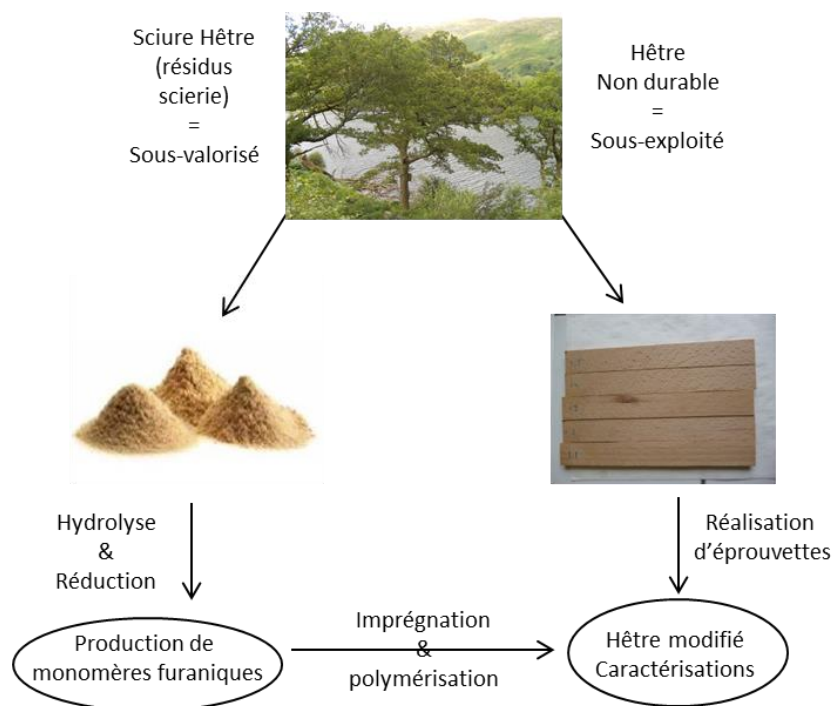 Sciure Hêtre
(résidus
scierie)
=
Sous-valorisé
Hêtre
Non durable
=
Sous-exploité
Hydrolyse
&
Réduction
Réalisation
d'éprouvettes
Production de
monomères furaniques
Imprégnation
&
polymérisation
Hêtre modifié
Caractérisations